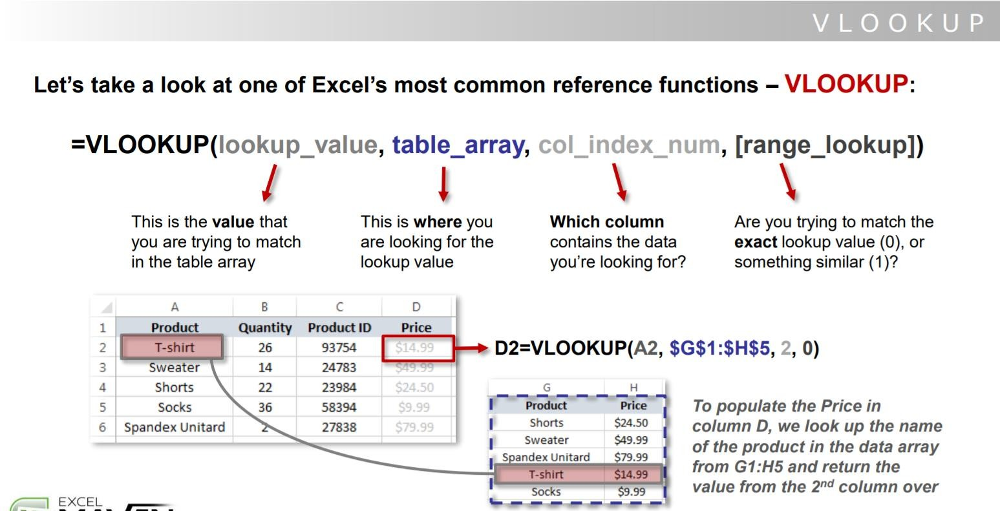 VLOOKUP
Let's take a look at one of Excel's most common reference functions – VLOOKUP:
=VLOOKUP(lookup_value, table_array, col_index_num, [range_lookup])
This is the value that
you are trying to match
in the table array
This is where you
are looking for the
lookup value
Which column
contains the data
you're looking for?
Are you trying to match the
exact lookup value (0), or
something similar (1)?
A B C D
1 Product Quantity Product ID Price
2 T-shirt 26 93754 $14.99
3 Sweater 14 24783 $49.99
4 Shorts 22 23984 $24.50
5 Socks 36 58394 $9.99
6 Spandex Unitard 2 27838 $79.99
D2=VLOOKUP(A2, $G$1:$H$5, 2, 0)
G H
Product Price
Shorts $24.50
Sweater $49.99
Spandex Unitard $79.99
T-shirt $14.99
Socks $9.99
To populate the Price in
column D, we look up the name
of the product in the data array
from G1:H5 and return the
value from the 2nd column over
EXCEL